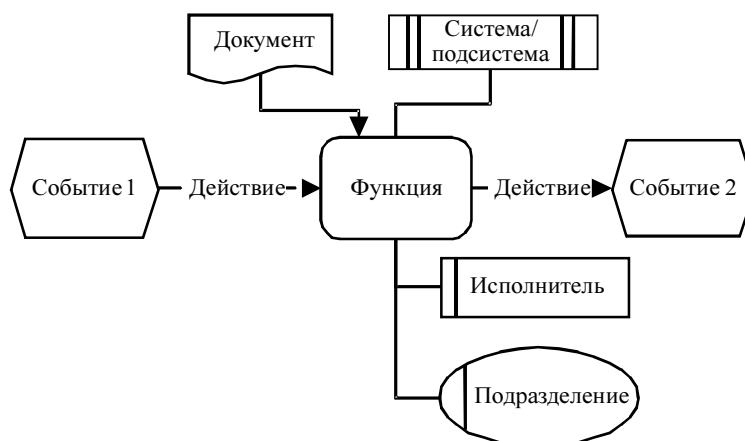 Документ
Система/
подсистема
Событие 1
Действие
Функция
Действие
Событие 2
Исполнитель
Подразделение